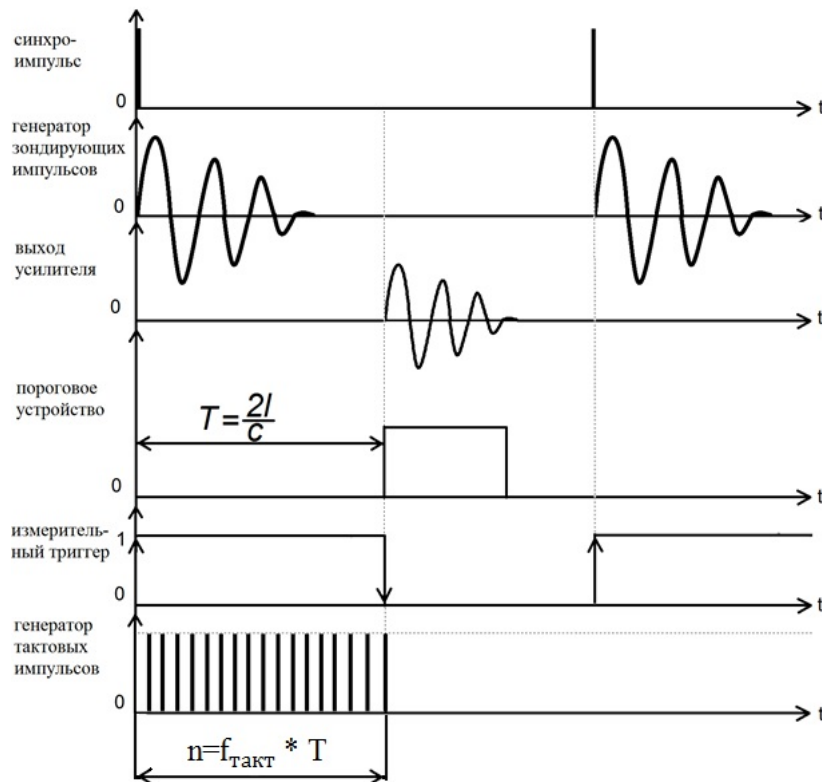 синхро-
импульс
0
t
генератор
зондирующих
импульсов
0
t
выход
усилителя
0
t
пороговое
устройство
T=2l/c
0
t
измеритель-
ный триггер
1
0
t
генератор
тактовых
импульсов
0
t
n=fтакт * T